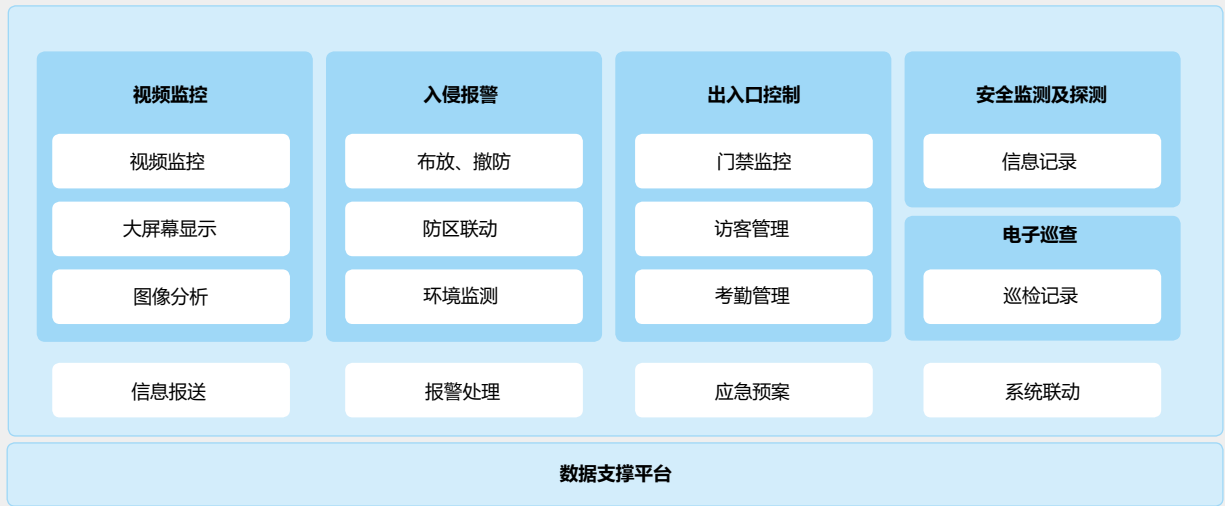 视频监控
视频监控
大屏幕显示
图像分析
入侵报警
布放、撤防
防区联动
环境监测
出入口控制
门禁监控
访客管理
考勤管理
安全监测及探测
信息记录
电子巡查
巡检记录
信息报送
报警处理
应急预案
系统联动
数据支撑平台